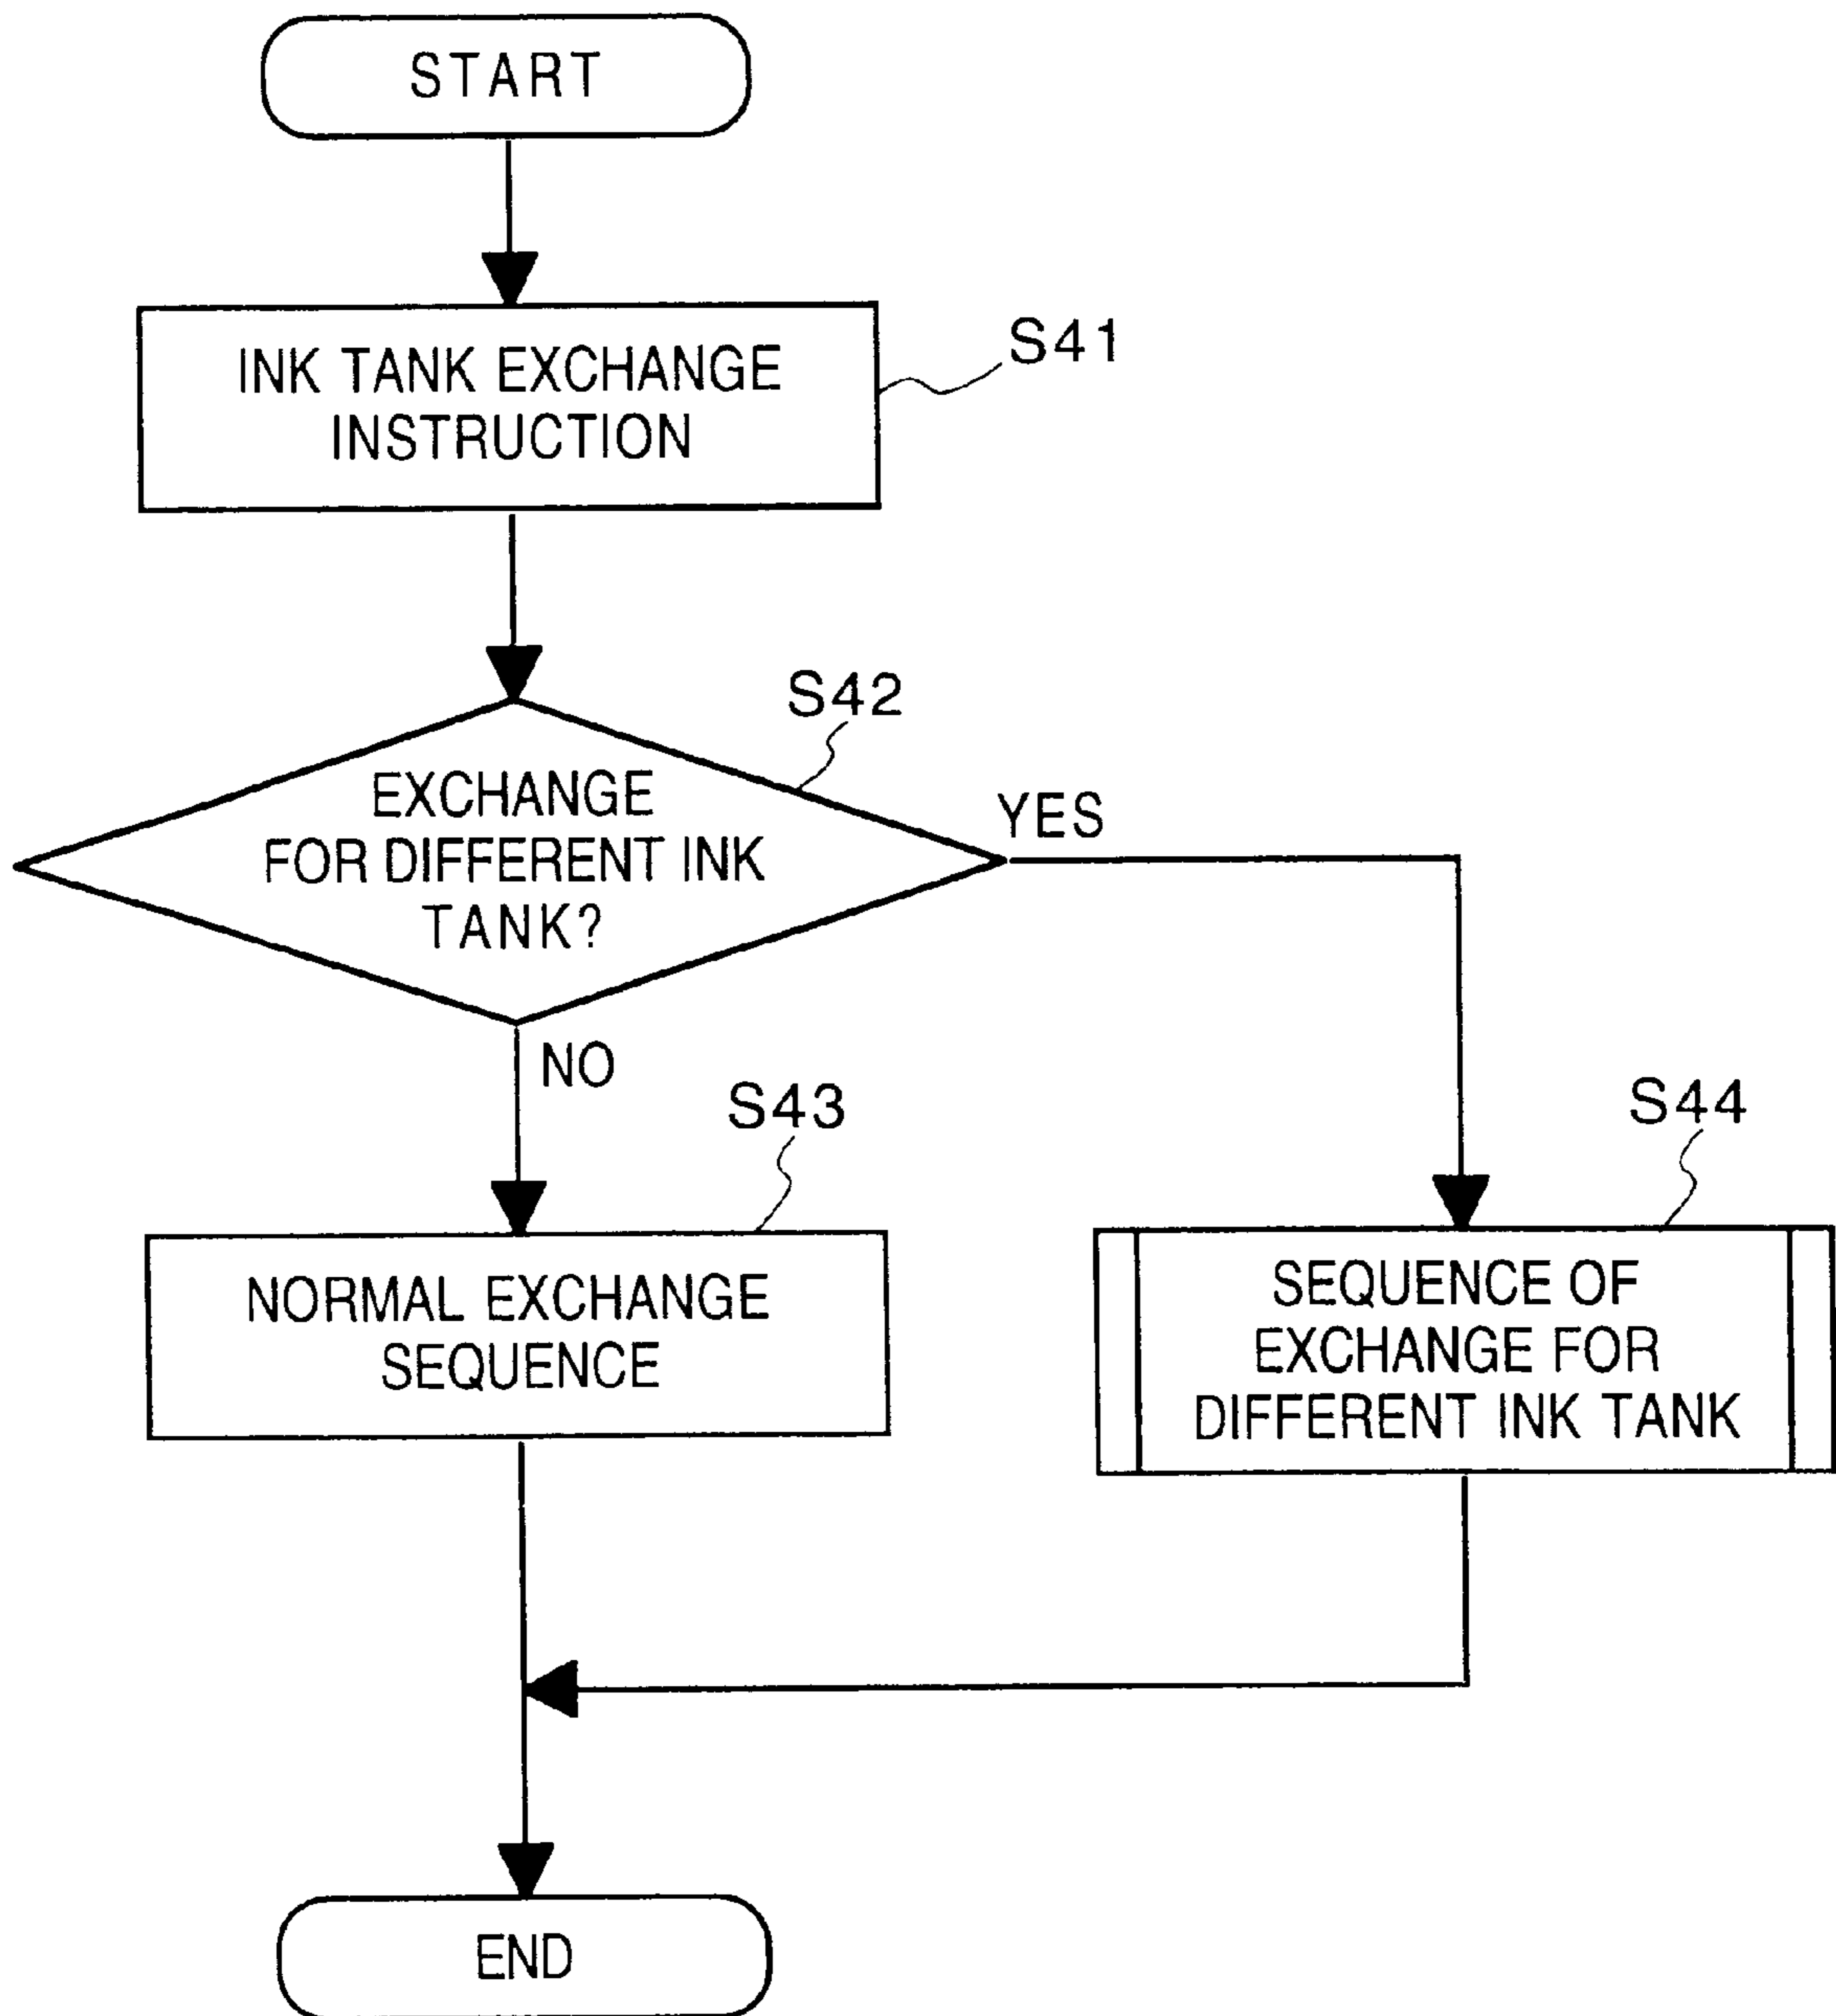 START
INK TANK EXCHANGE
INSTRUCTION
S41
S42
EXCHANGE
FOR DIFFERENT INK
TANK?
YES
NO
S43
NORMAL EXCHANGE
SEQUENCE
S44
SEQUENCE OF
EXCHANGE FOR
DIFFERENT INK TANK
END